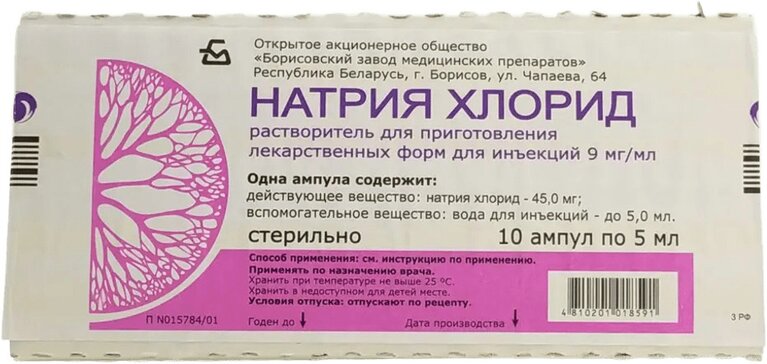 Открытое акционерное общество
«Борисовский завод медицинских препаратов»
Республика Беларусь, г. Борисов, ул. Чапаева, 64
НАТРИЯ ХЛОРИД
растворитель для приготовления
лекарственных форм для инъекций 9 мг/мл
Одна ампула содержит:
действующее вещество: натрия хлорид - 45,0 мг;
вспомогательное вещество: вода для инъекций - до 5,0 мл.
стерильно 10 ампул по 5 мл
Способ применения: см. инструкцию по применению.
Применять по назначению врача.
Хранить при температуре не выше 25 ºС.
Хранить в недоступном для детей месте.
Условия отпуска: отпускают по рецепту.
4 810201 018591
П N015784/01 Годен до Дата производства 3 РФ